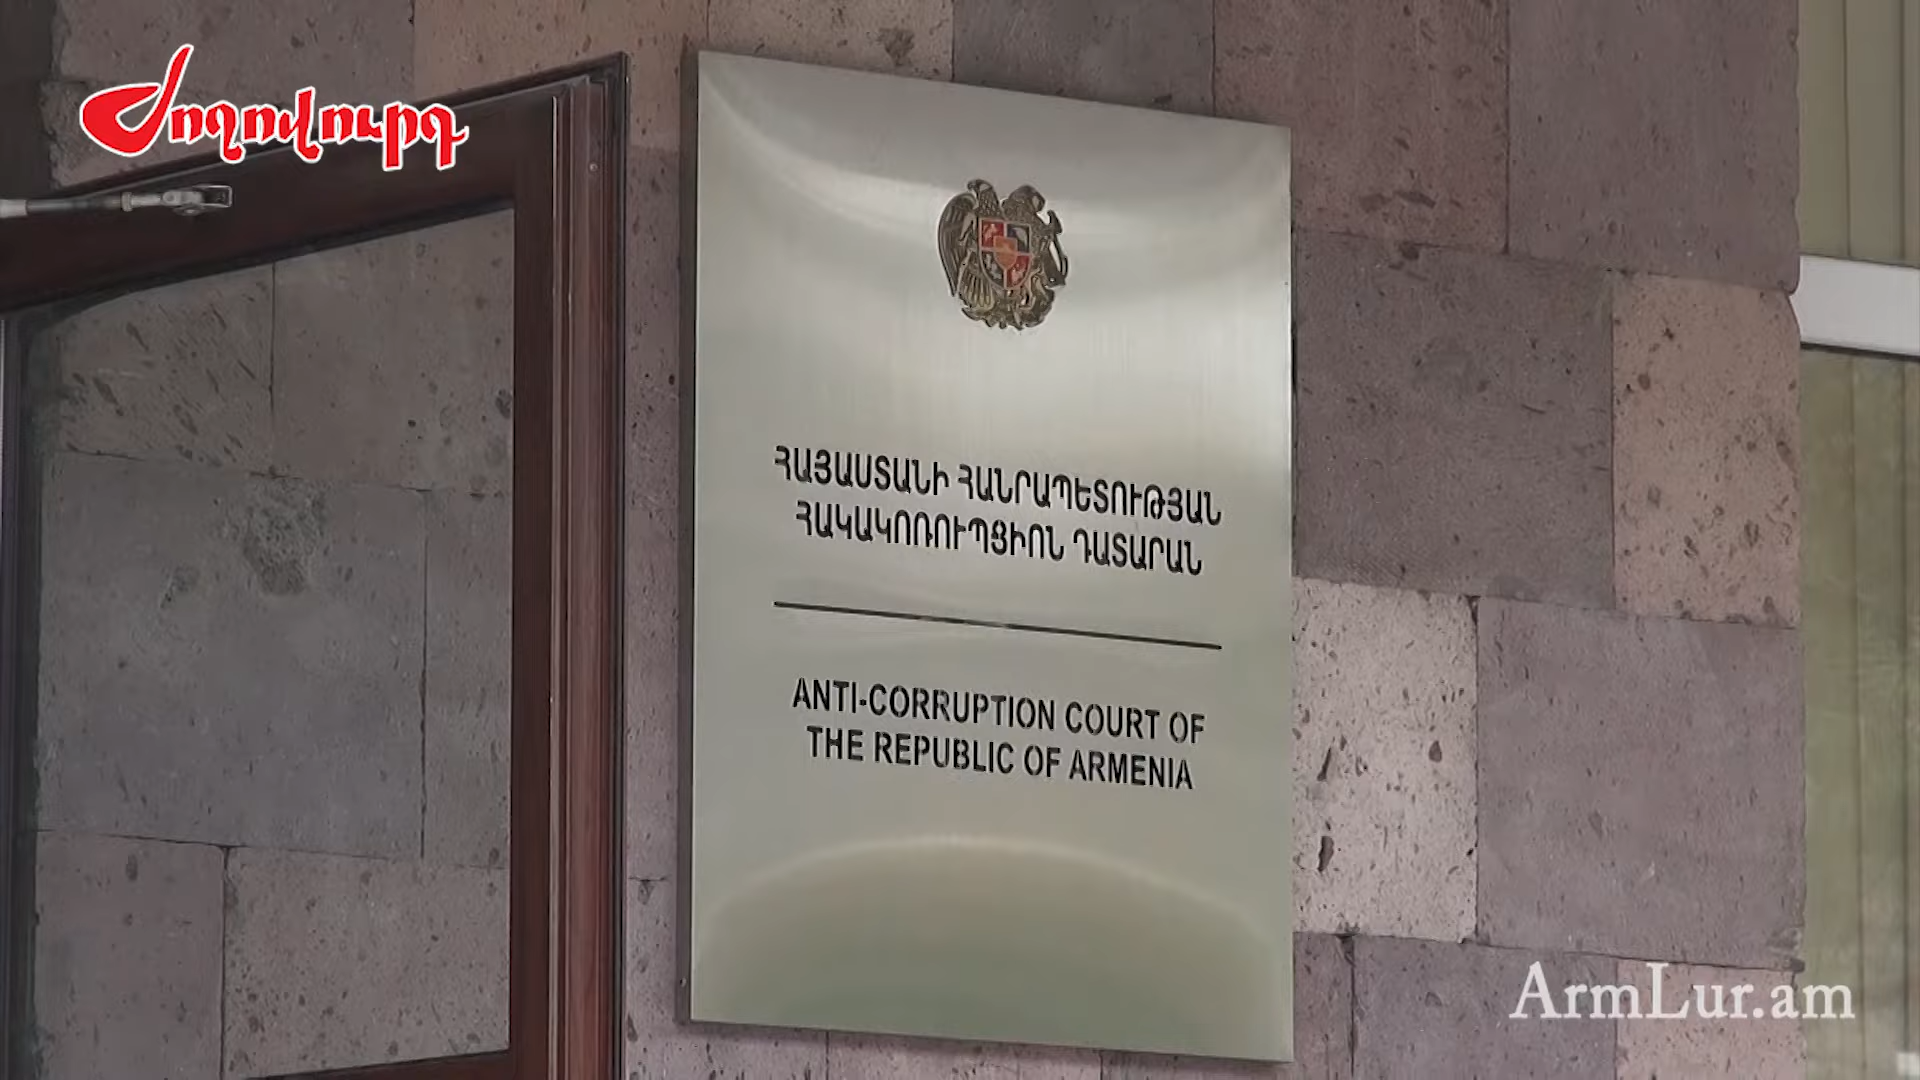 Ժողովուրդ
ՀԱՅԱՍՏԱՆԻ ՀԱՆՐԱՊԵՏՈՒԹՅԱՆ
ՀԱԿԱԿՈՌՈՒՊՑԻՈՆ ԴԱՏԱՐԱՆ
ANTI-CORRUPTION COURT OF
THE REPUBLIC OF ARMENIA
ArmLur.am